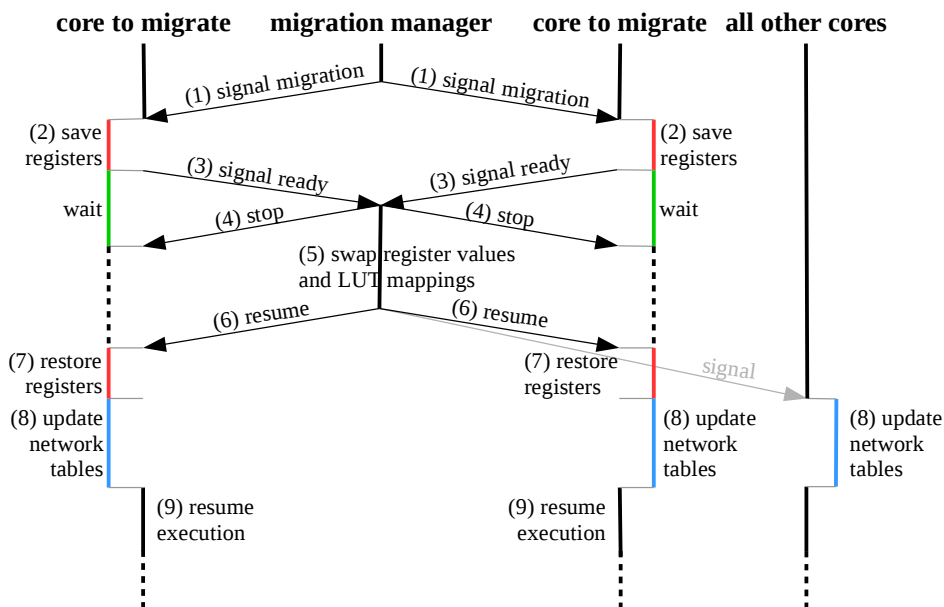 core to migrate
migration manager
core to migrate
all other cores
(1) signal migration
(1) signal migration
(2) save
registers
(2) save
registers
(3) signal ready
(3) signal ready
wait
(4) stop
(4) stop
wait
(5) swap register values
and LUT mappings
(6) resume
(6) resume
(7) restore
registers
(7) restore
registers
signal
(8) update
network
tables
(8) update
network
tables
(8) update
network
tables
(9) resume
execution
(9) resume
execution